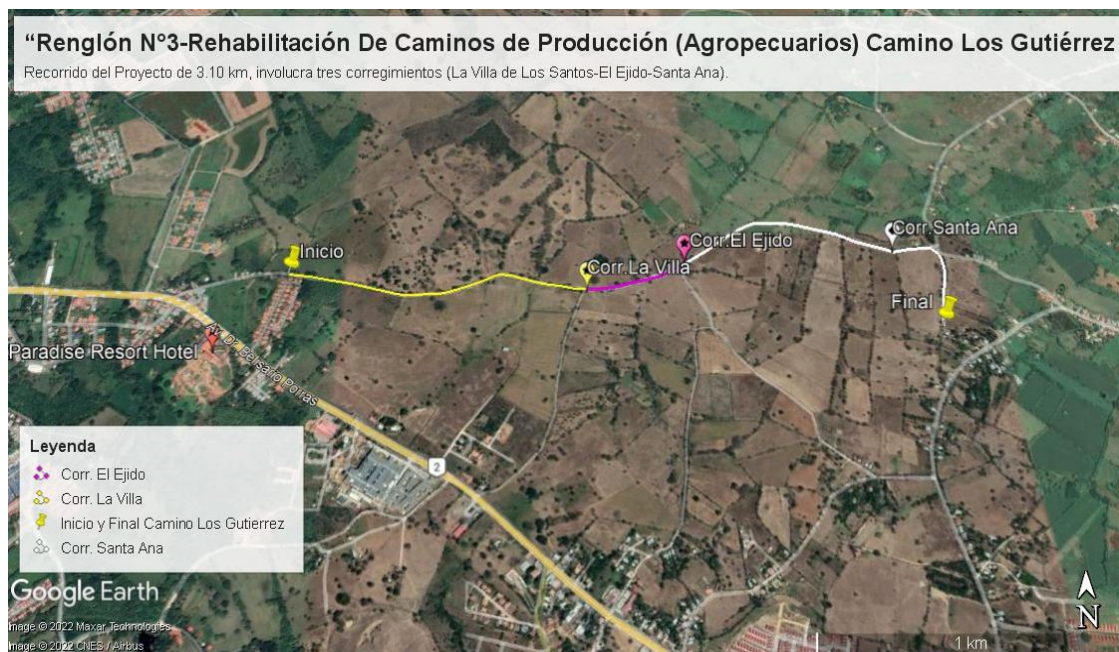 “Renglón N°3-Rehabilitación De Caminos de Producción (Agropecuarios) Camino Los Gutiérrez
Recorrido del Proyecto de 3.10 km, involucra tres corregimientos (La Villa de Los Santos-El Ejido-Santa Ana).
Inicio
Corr.La Villa
Corr.El Ejido
Corr.Santa Ana
Final
Paradise Resort Hotel
Av. Dr Belisario Porras
2
Leyenda
Corr. El Ejido
Corr. La Villa
Inicio y Final Camino Los Gutierrez
Corr. Santa Ana
Google Earth
Image © 2022 Maxar Technologies
Image © 2022 CNES / Airbus
N
1 km